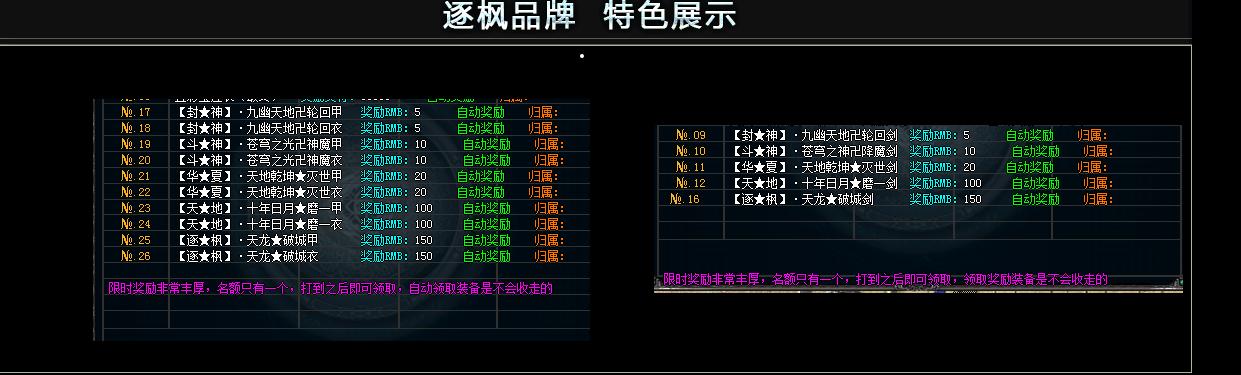 逐枫品牌 特色展示
№.17 【封★神】·九幽天地卍轮回甲 奖励RMB: 5 自动奖励 归属:
№.18 【封★神】·九幽天地卍轮回衣 奖励RMB: 5 自动奖励 归属:
№.19 【斗★神】·苍穹之光卍神魔甲 奖励RMB: 10 自动奖励 归属:
№.20 【斗★神】·苍穹之光卍神魔衣 奖励RMB: 10 自动奖励 归属:
№.21 【华★夏】·天地乾坤★灭世甲 奖励RMB: 20 自动奖励 归属:
№.22 【华★夏】·天地乾坤★灭世衣 奖励RMB: 20 自动奖励 归属:
№.23 【天★地】·十年日月★磨一甲 奖励RMB: 100 自动奖励 归属:
№.24 【天★地】·十年日月★磨一衣 奖励RMB: 100 自动奖励 归属:
№.25 【逐★枫】·天龙★破城甲 奖励RMB: 150 自动奖励 归属:
№.26 【逐★枫】·天龙★破城衣 奖励RMB: 150 自动奖励 归属:
限时奖励非常丰厚，名额只有一个，打到之后即可领取，自动领取装备是不会收走的
№.09 【封★神】·九幽天地卍轮回剑 奖励RMB: 5 自动奖励 归属:
№.10 【斗★神】·苍穹之神卍降魔剑 奖励RMB: 10 自动奖励 归属:
№.11 【华★夏】·天地乾坤★灭世剑 奖励RMB: 20 自动奖励 归属:
№.12 【天★地】·十年日月★磨一剑 奖励RMB: 100 自动奖励 归属:
№.16 【逐★枫】·天龙★破城剑 奖励RMB: 150 自动奖励 归属:
限时奖励非常丰厚，名额只有一个，打到之后即可领取，领取奖励装备是不会收走的